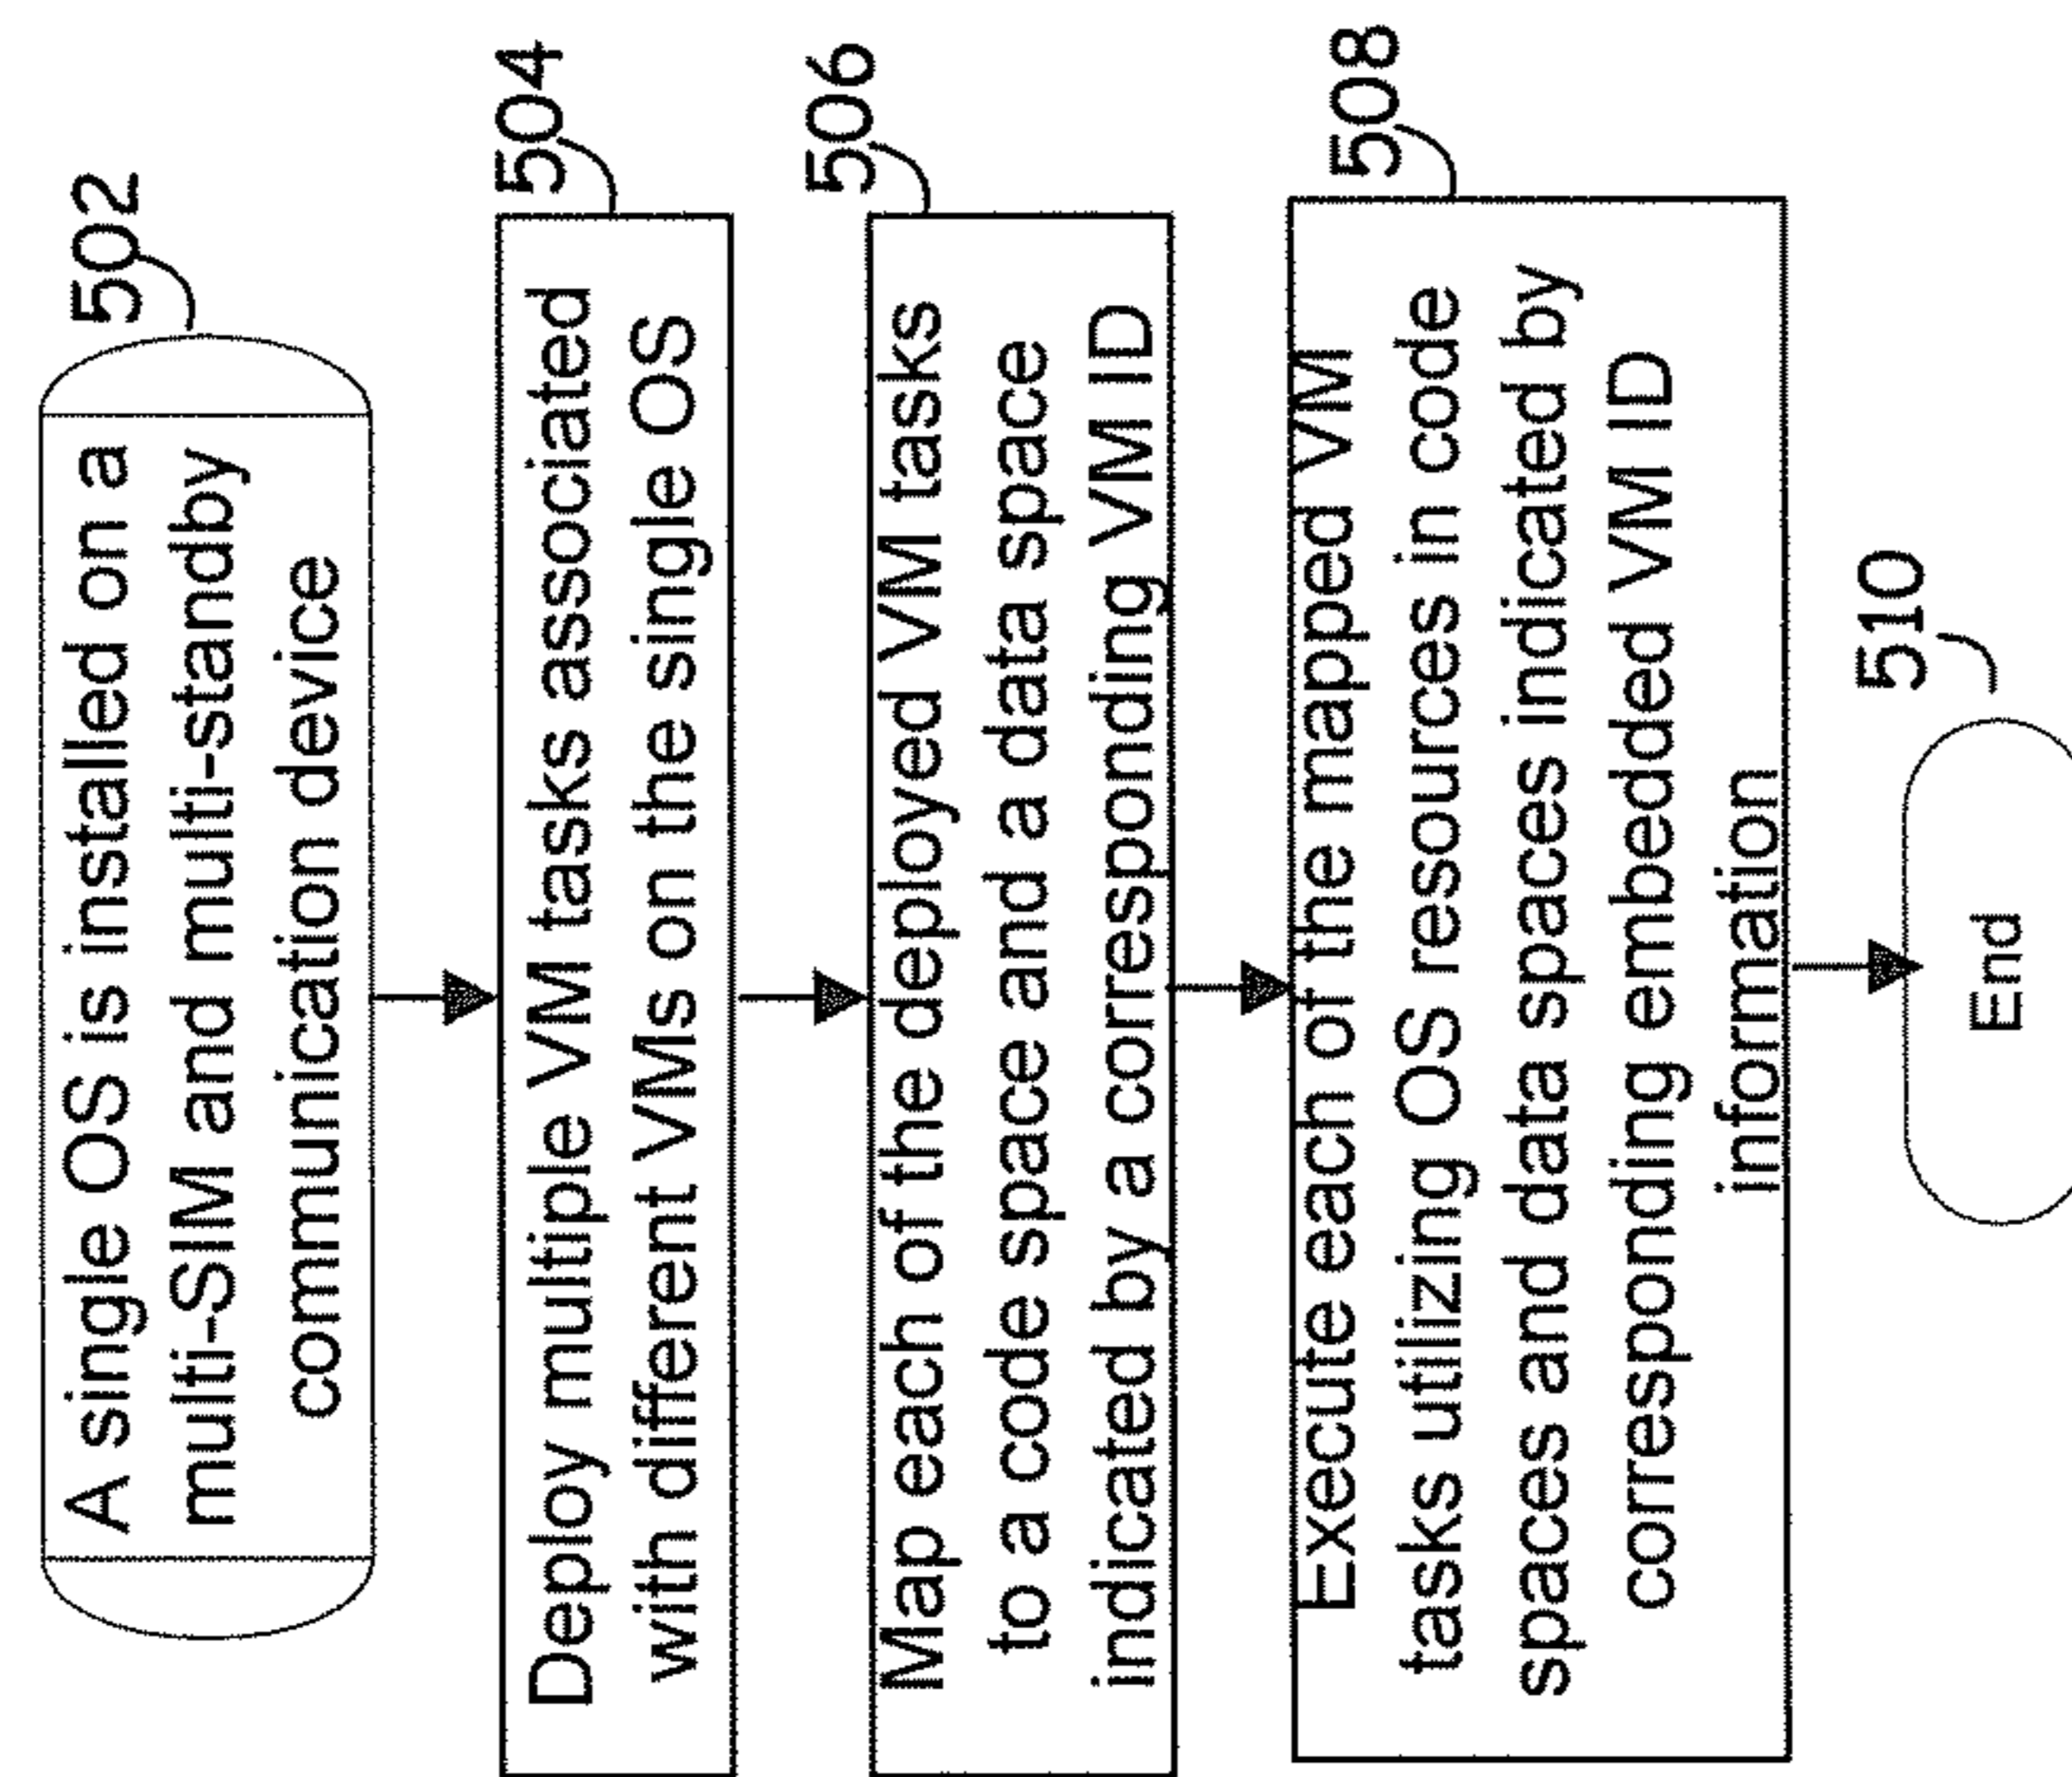 502
A single OS is installed on a
multi-SIM and multi-standby
communication device
504
Deploy multiple VM tasks associated
with different VMs on the single OS
506
Map each of the deployed VM tasks
to a code space and a data space
indicated by a corresponding VM ID
508
Execute each of the mapped VM
tasks utilizing OS resources in code
spaces and data spaces indicated by
corresponding embedded VM ID
information
510
End